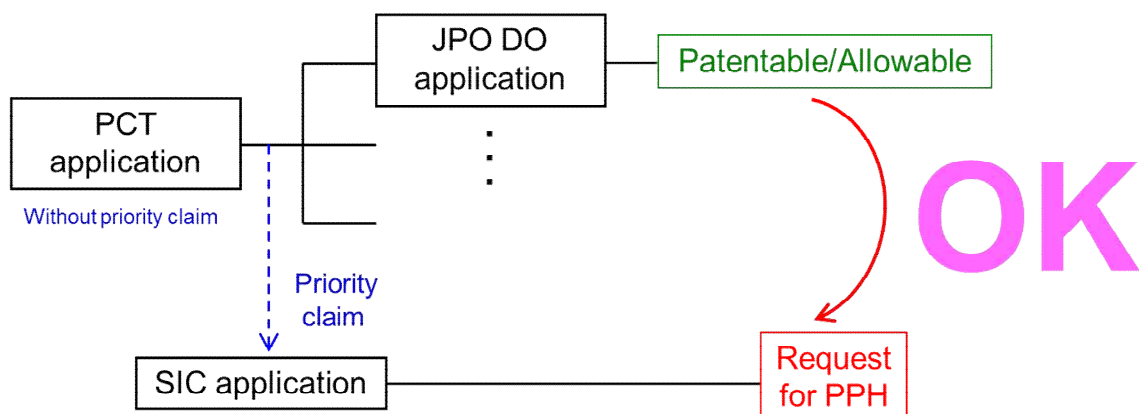 JPO DO
application
Patentable/Allowable
PCT
application
Without priority claim
OK
Priority
claim
SIC application
Request
for PPH